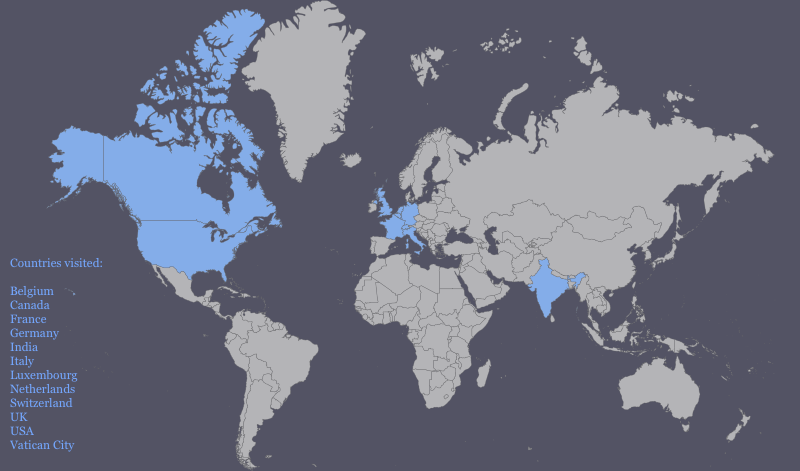 Countries visited:
Belgium
Canada
France
Germany
India
Italy
Luxembourg
Netherlands
Switzerland
UK
USA
Vatican City